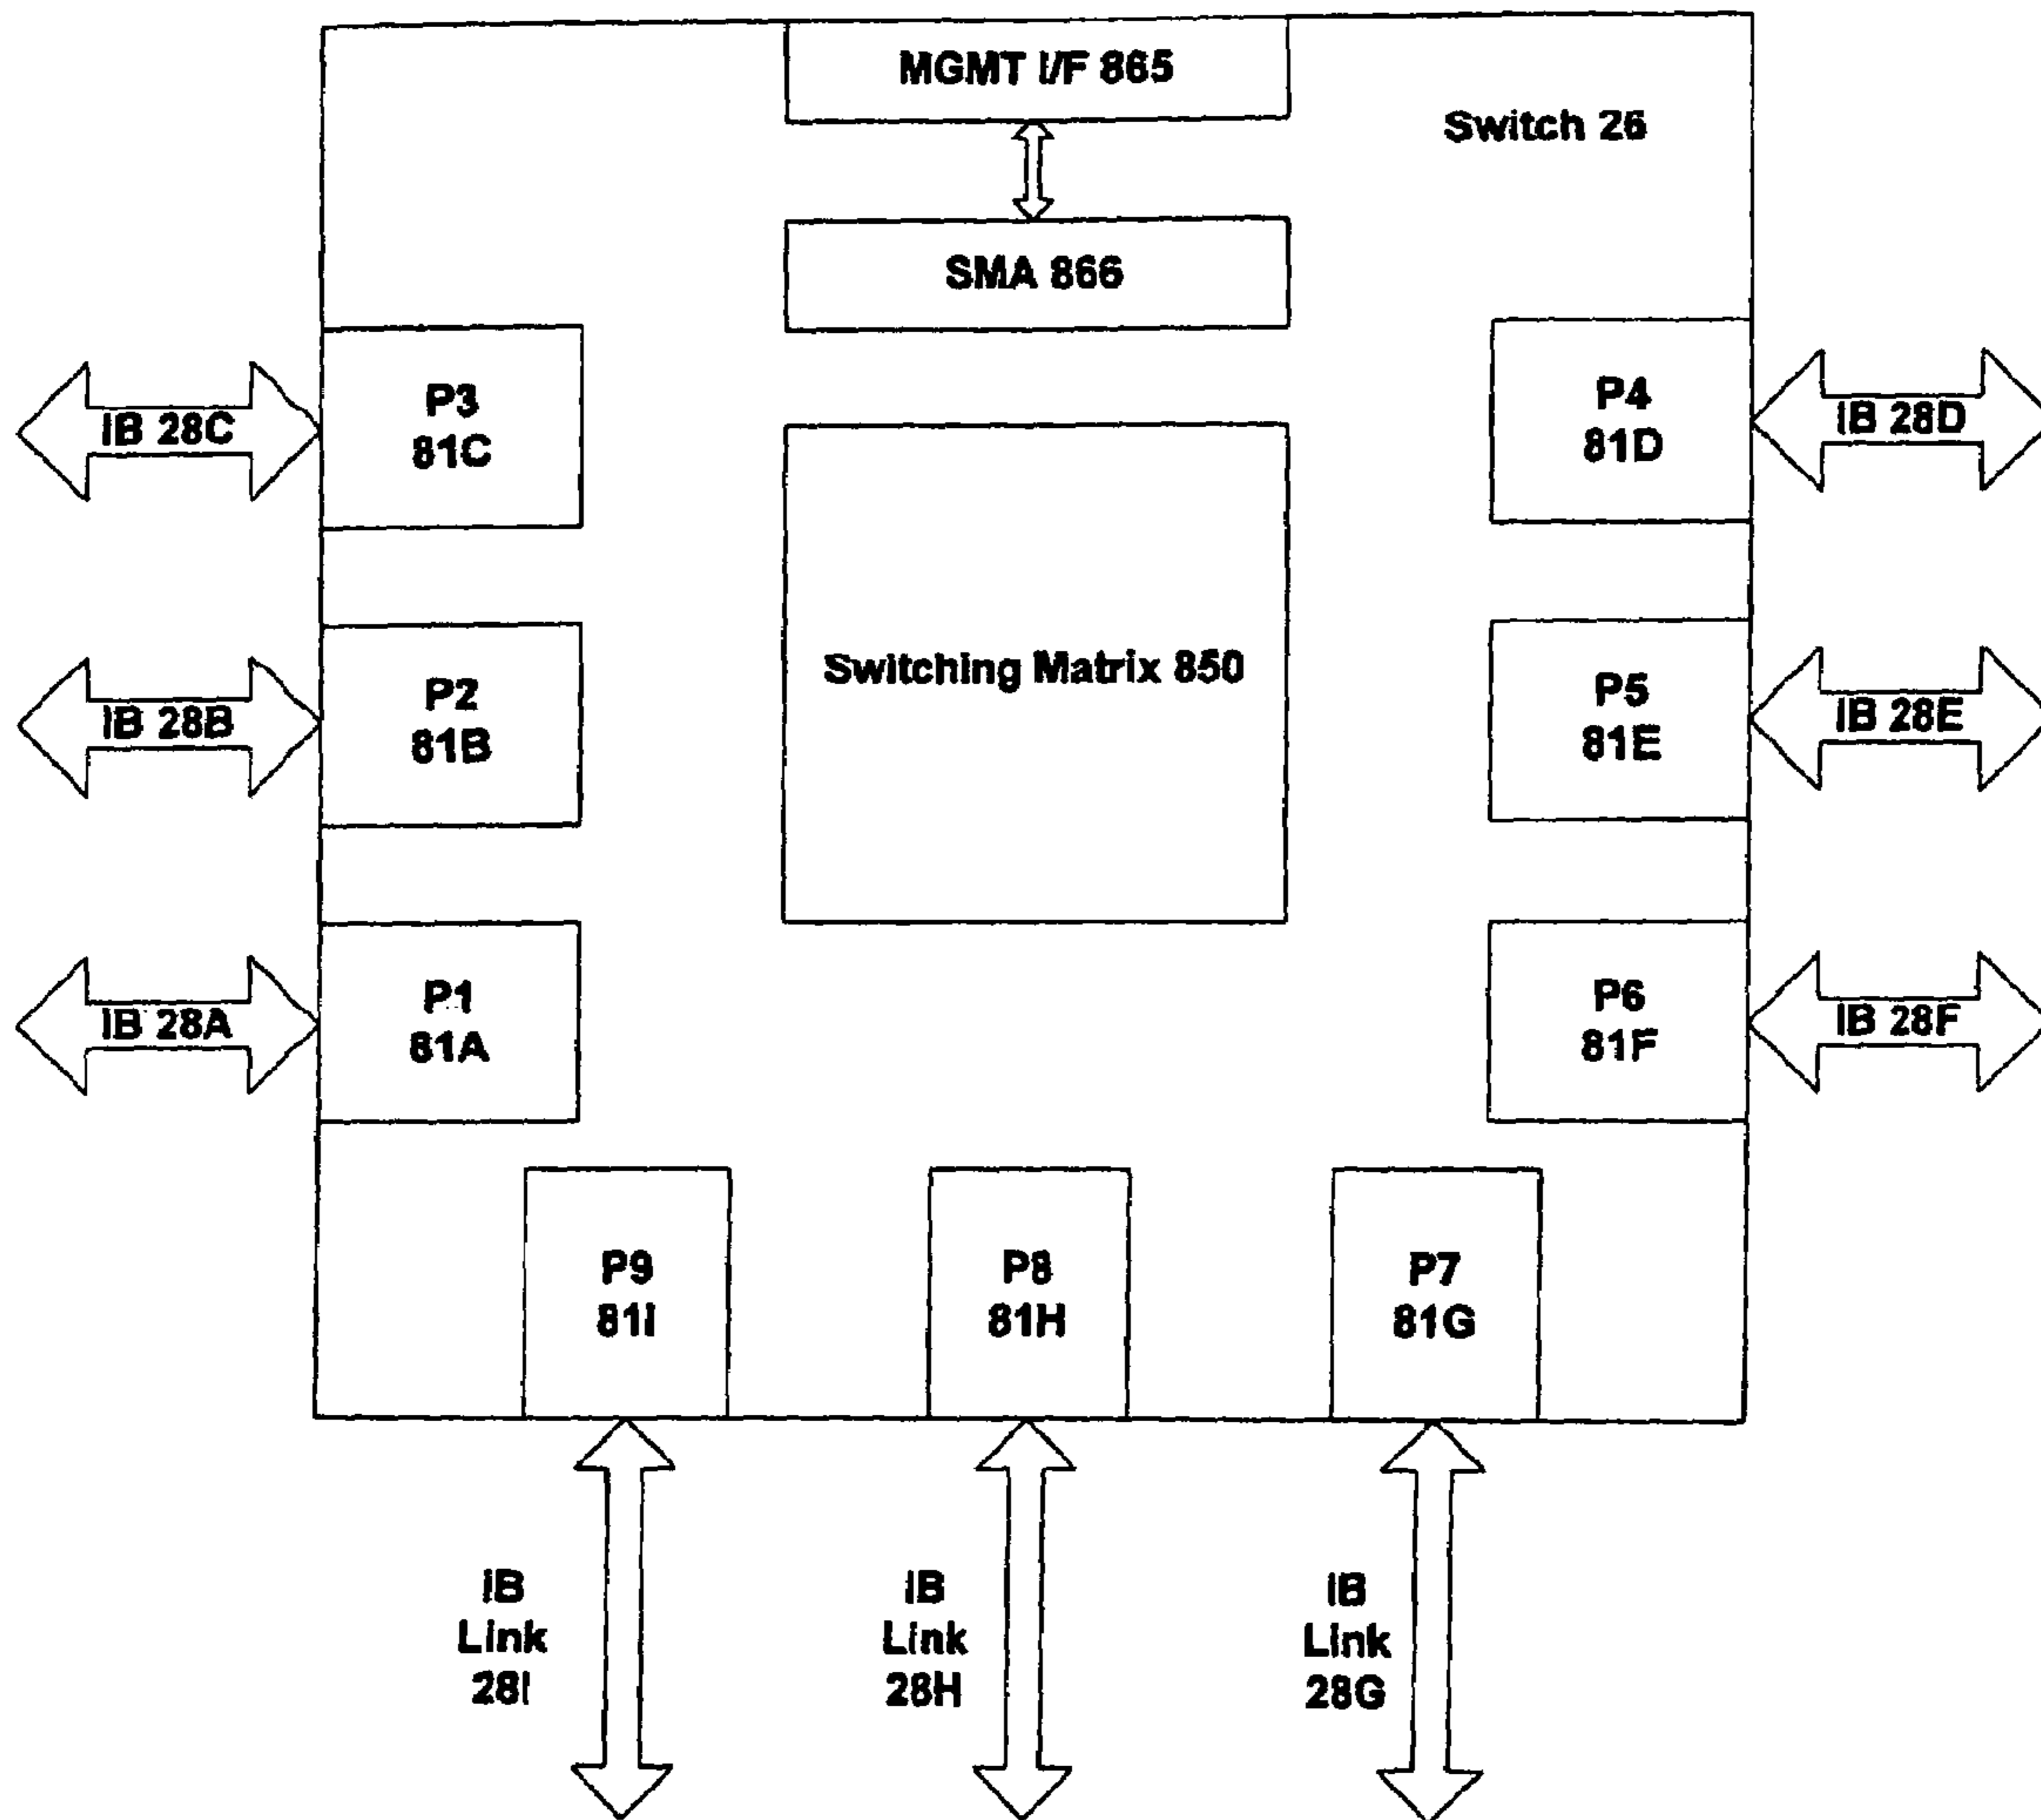 MGMT I/F 865
Switch 26
SMA 866
P3
81C
IB 28C
P4
81D
IB 28D
Switching Matrix 850
P2
81B
IB 28B
P5
81E
IB 28E
P1
81A
IB 28A
P6
81F
IB 28F
P9
81I
P8
81H
P7
81G
IB
Link
28I
IB
Link
28H
IB
Link
28G